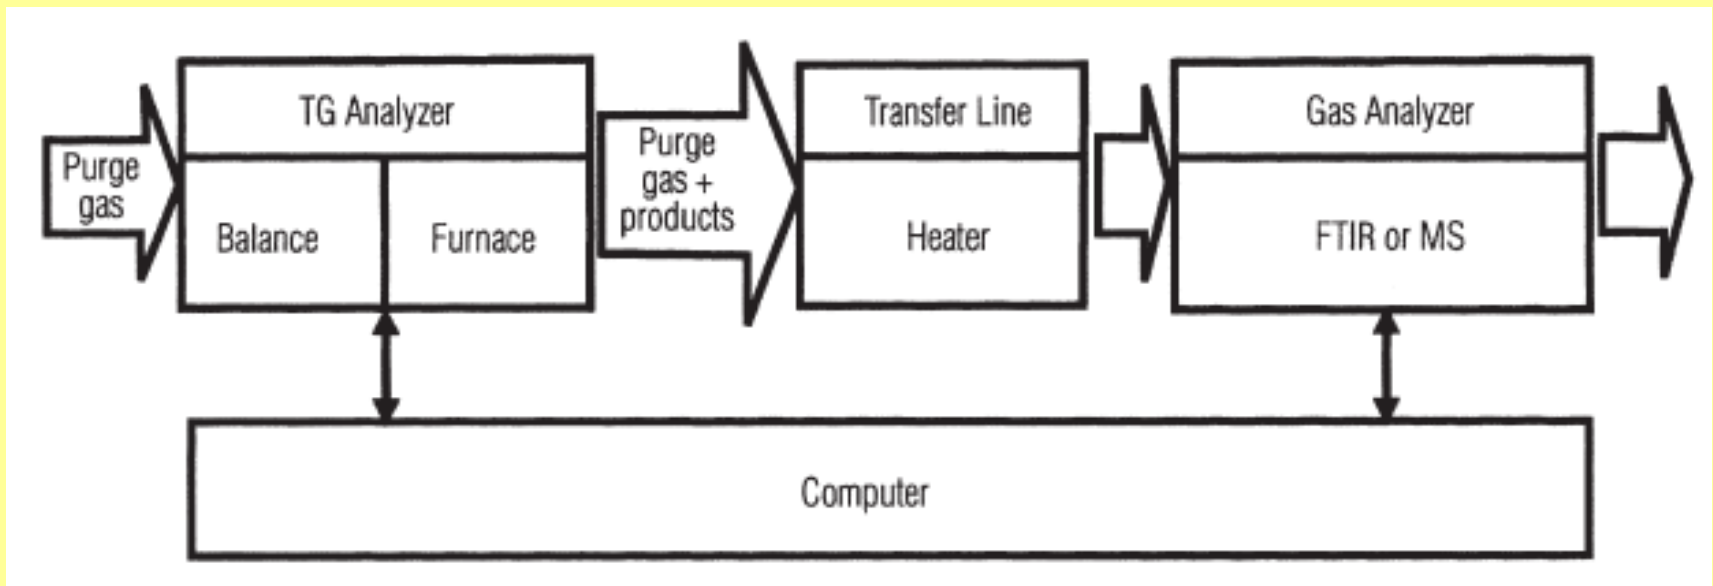 TG Analyzer
Transfer Line
Gas Analyzer
Purge
gas
Purge
gas +
products
Balance
Furnace
Heater
FTIR or MS
Computer